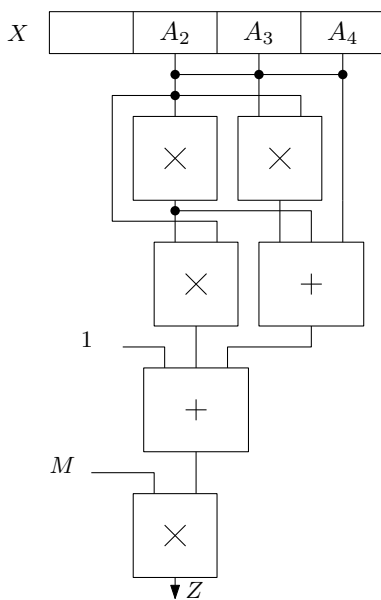 X A₂ A₃ A₄
× ×
× +
1
+
M
×
Z